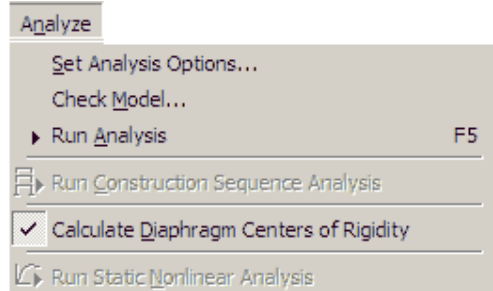 Analyze
Set Analysis Options...
Check Model...
Run Analysis F5
Run Construction Sequence Analysis
Calculate Diaphragm Centers of Rigidity
Run Static Nonlinear Analysis